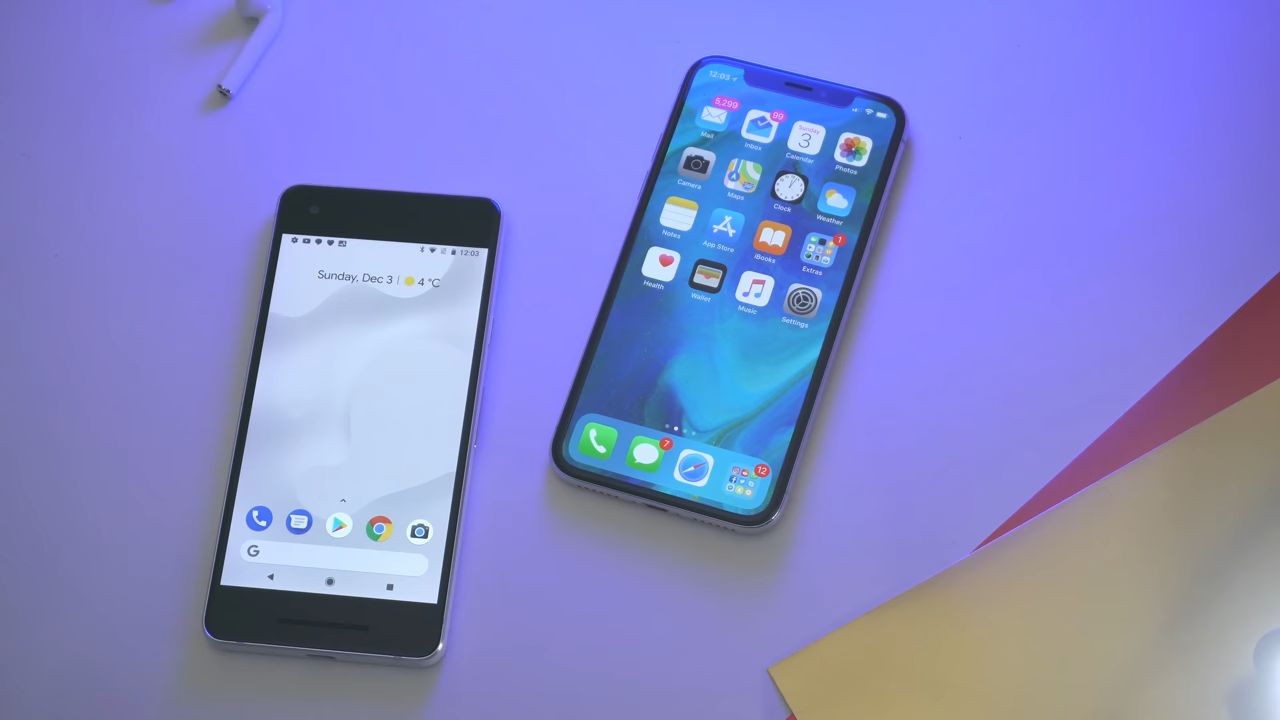 12:03
Sunday, Dec 3 | 4 °C
G
12:03
5,299
99
Sunday
3
Mail
Inbox
Calendar
Photos
Camera
Maps
Clock
Weather
1
Notes
App Store
iBooks
Extras
Health
Wallet
Music
Settings
7
12